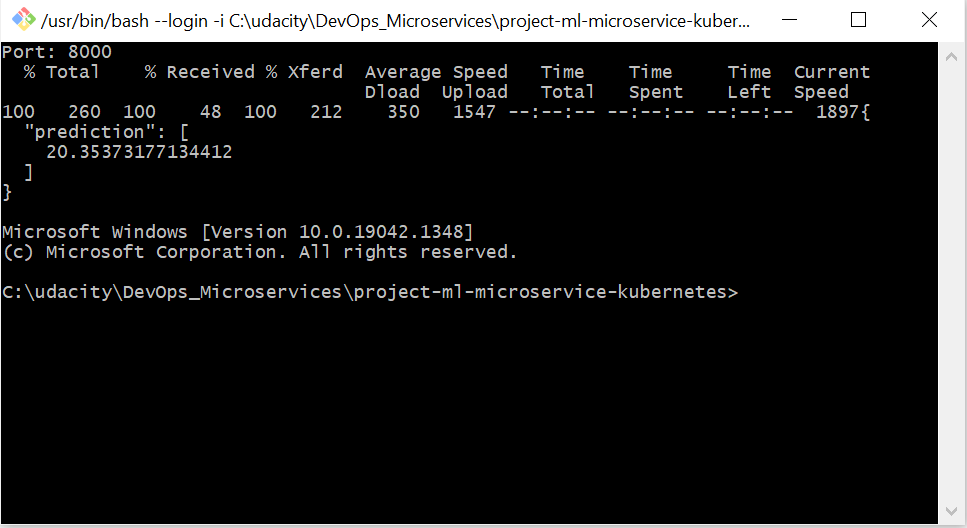 /usr/bin/bash --login -i C:\udacity\DevOps_Microservices\project-ml-microservice-kuber...
Port: 8000
  % Total    % Received % Xferd  Average Speed   Time    Time     Time  Current
                                 Dload  Upload   Total   Spent    Left  Speed
100   260  100    48  100   212    350   1547 --:--:-- --:--:-- --:--:--  1897{
  "prediction": [
    20.35373177134412
  ]
}
Microsoft Windows [Version 10.0.19042.1348]
(c) Microsoft Corporation. All rights reserved.
C:\udacity\DevOps_Microservices\project-ml-microservice-kubernetes>